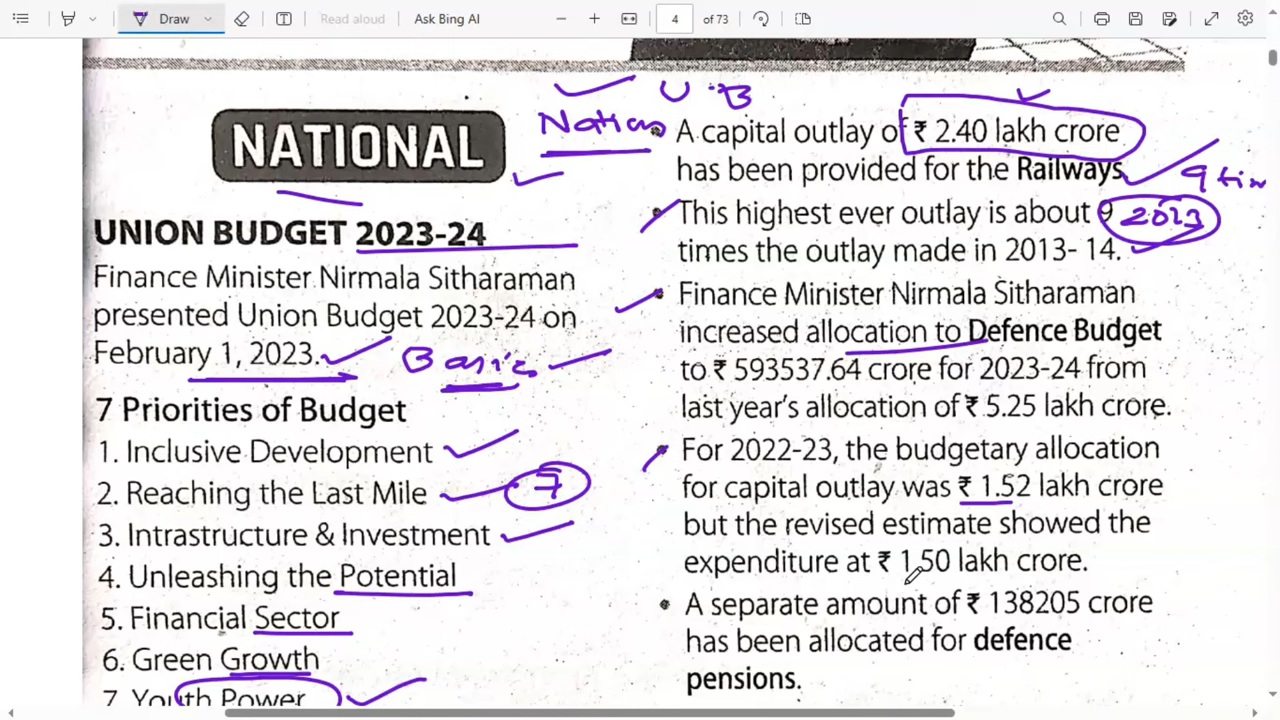 Draw
Read aloud
Ask Bing AI
4
of 73
U.B
Nation
NATIONAL
UNION BUDGET 2023-24
Finance Minister Nirmala Sitharaman
presented Union Budget 2023-24 on
February 1, 2023.
Basic
7 Priorities of Budget
1. Inclusive Development
2. Reaching the Last Mile
7
3. Intrastructure & Investment
4. Unleashing the Potential
5. Financial Sector
6. Green Growth
7 Youth Power
• A capital outlay of ₹ 2.40 lakh crore
has been provided for the Railways
9 tim
• This highest ever outlay is about 9
2023
times the outlay made in 2013- 14.
• Finance Minister Nirmala Sitharaman
increased allocation to Defence Budget
to ₹ 593537.64 crore for 2023-24 from
last year's allocation of ₹ 5.25 lakh crore.
• For 2022-23, the budgetary allocation
for capital outlay was ₹ 1.52 lakh crore
but the revised estimate showed the
expenditure at ₹ 1.50 lakh crore.
• A separate amount of ₹ 138205 crore
has been allocated for defence
pensions.